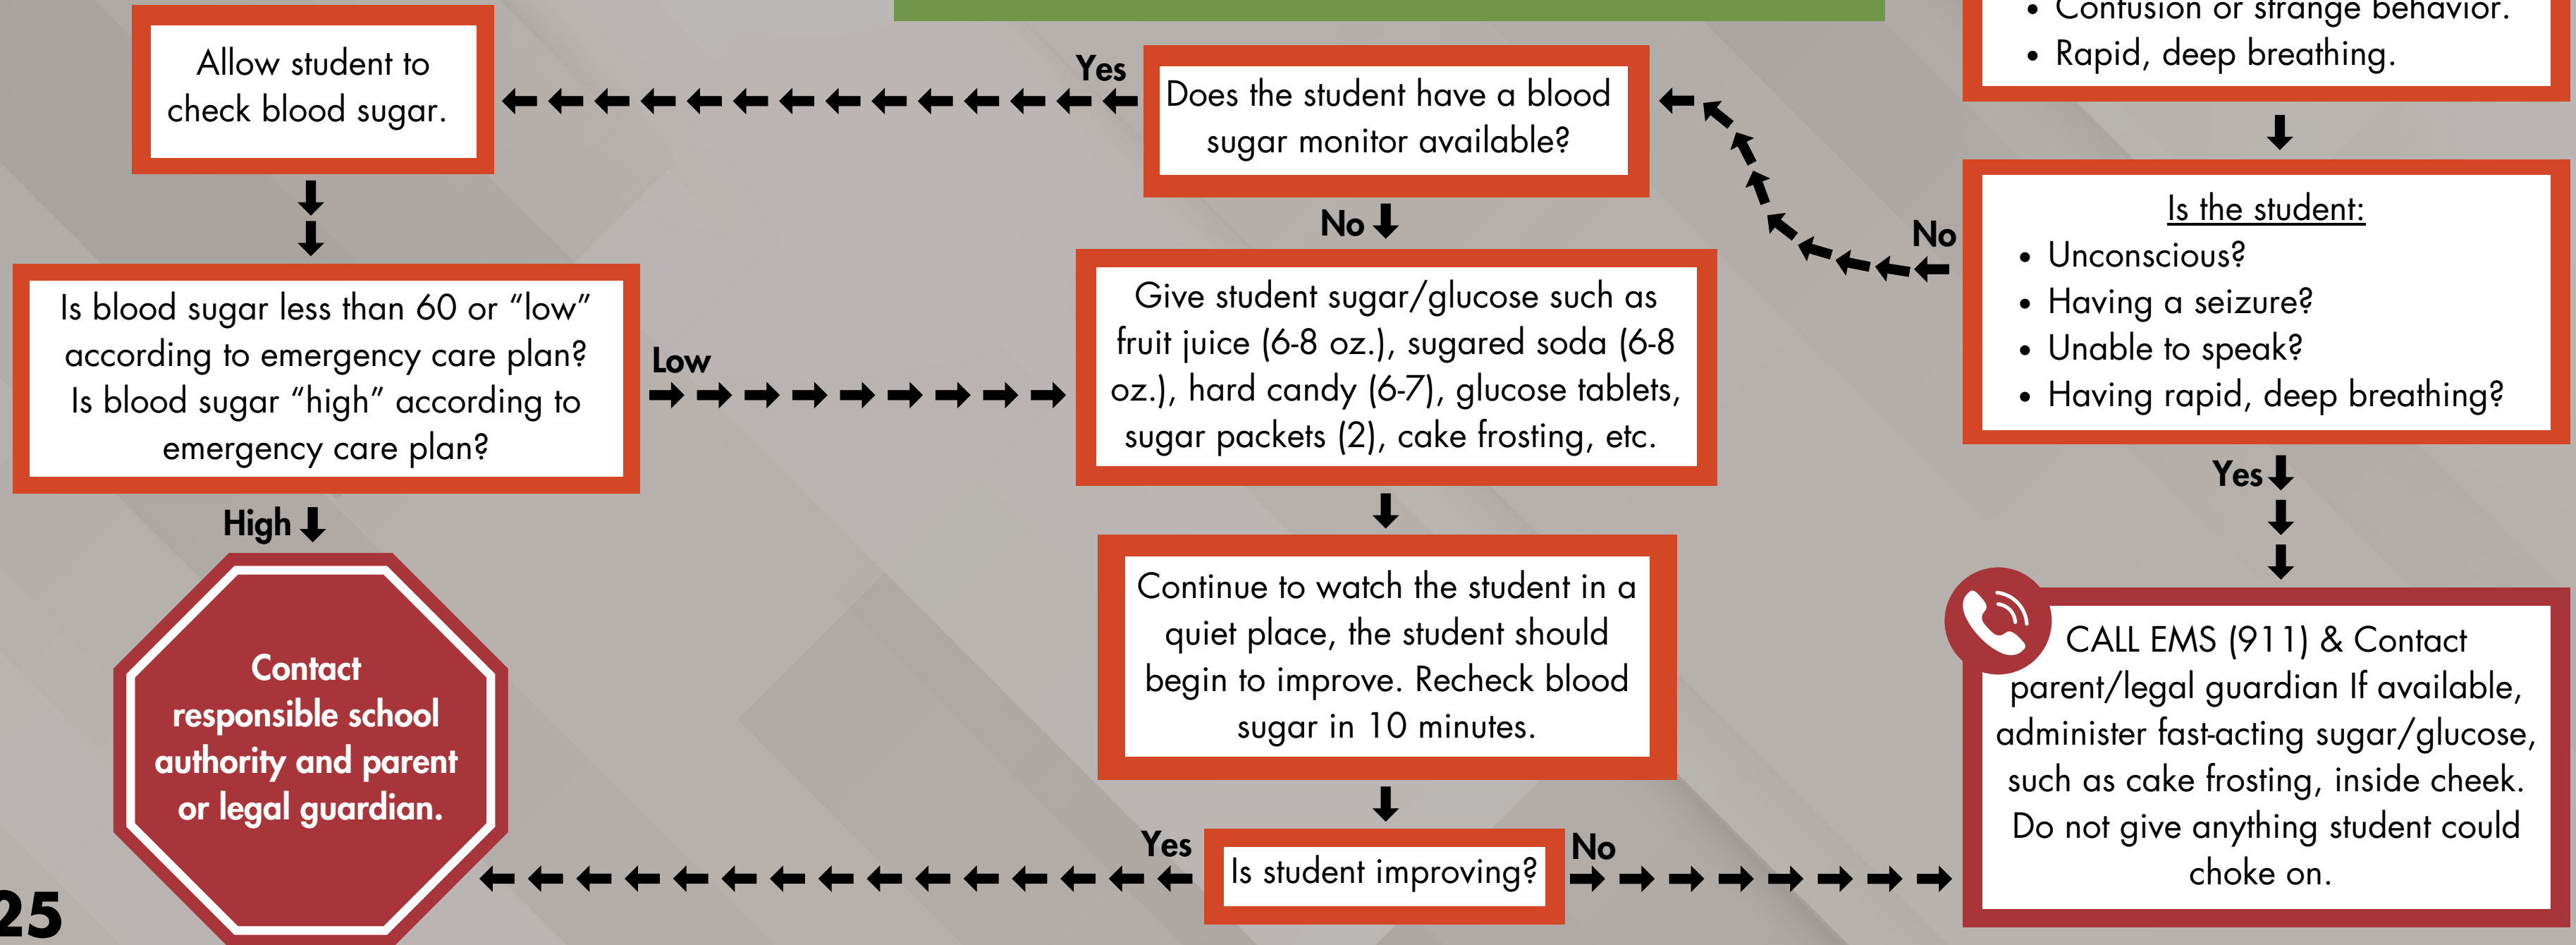 Confusion or strange behavior.
Rapid, deep breathing.
Is the student:
Unconscious?
Having a seizure?
Unable to speak?
Having rapid, deep breathing?
No
Yes
Does the student have a blood
sugar monitor available?
Yes
No
Allow student to
check blood sugar.
Is blood sugar less than 60 or “low”
according to emergency care plan?
Is blood sugar “high” according to
emergency care plan?
Low
High
Give student sugar/glucose such as
fruit juice (6-8 oz.), sugared soda (6-8
oz.), hard candy (6-7), glucose tablets,
sugar packets (2), cake frosting, etc.
Continue to watch the student in a
quiet place, the student should
begin to improve. Recheck blood
sugar in 10 minutes.
Is student improving?
Yes
No
Contact
responsible school
authority and parent
or legal guardian.
CALL EMS (911) & Contact
parent/legal guardian If available,
administer fast-acting sugar/glucose,
such as cake frosting, inside cheek.
Do not give anything student could
choke on.
25